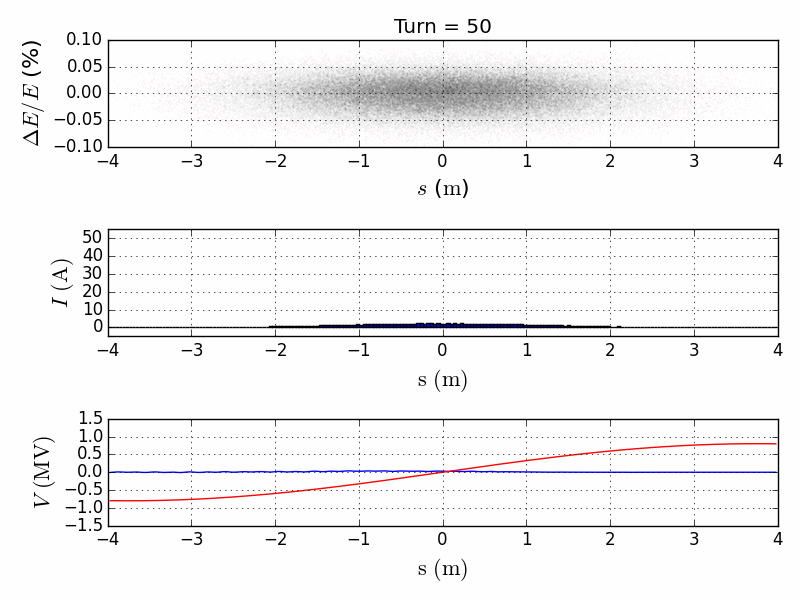 Turn = 50
ΔE/E (%)
0.10
0.05
0.00
−0.05
−0.10
−4 −3 −2 −1 0 1 2 3 4
s (m)
I (A)
50
40
30
20
10
0
−4 −3 −2 −1 0 1 2 3 4
s (m)
V (MV)
1.5
1.0
0.5
0.0
−0.5
−1.0
−1.5
−4 −3 −2 −1 0 1 2 3 4
s (m)